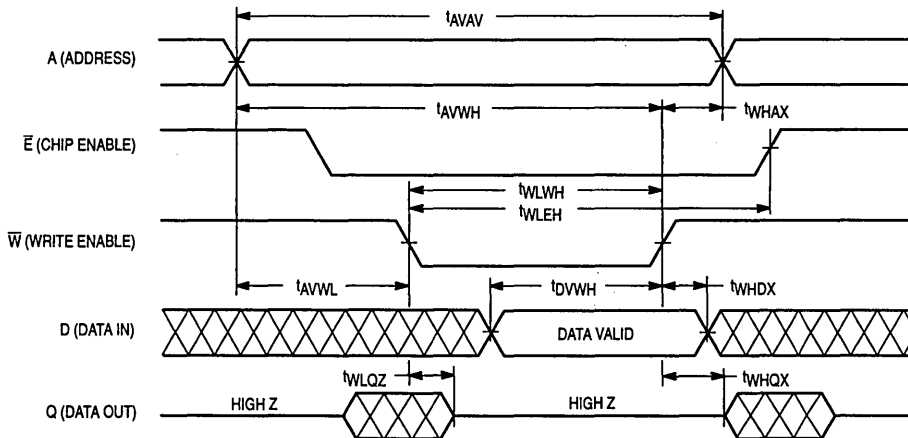 tAVAV
A (ADDRESS)
tAVWH
tWHAX
E̅ (CHIP ENABLE)
tWLWH
tWLEH
W̅ (WRITE ENABLE)
tAVWL
tDVWH
tWHDX
D (DATA IN)
DATA VALID
tWLQZ
tWHQX
Q (DATA OUT)
HIGH Z
HIGH Z